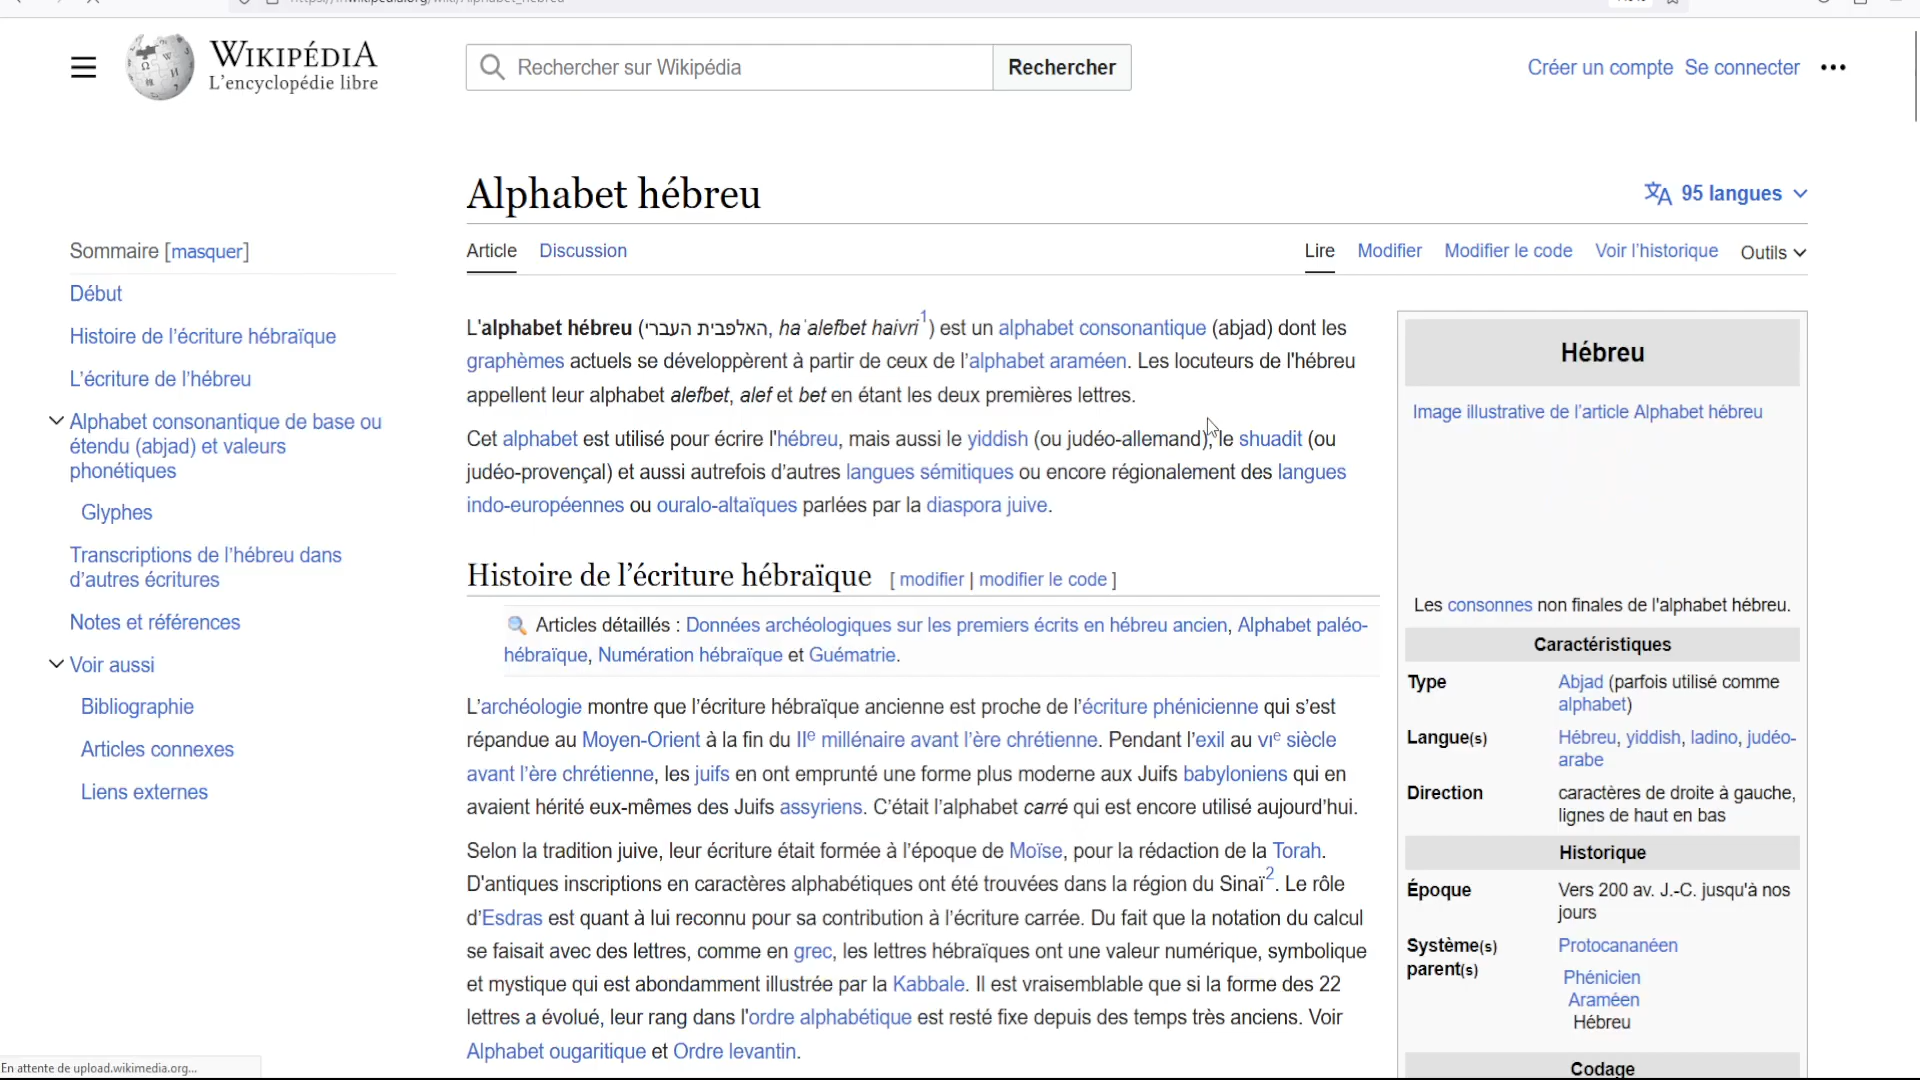 WIKIPÉDIA
L'encyclopédie libre
Rechercher sur Wikipédia
Rechercher
Créer un compte Se connecter
Alphabet hébreu
95 langues
Article Discussion
Lire Modifier Modifier le code Voir l'historique Outils
Sommaire [masquer]
Début
Histoire de l'écriture hébraïque
L'écriture de l'hébreu
Alphabet consonantique de base ou
étendu (abjad) et valeurs
phonétiques
Glyphes
Transcriptions de l'hébreu dans
d'autres écritures
Notes et références
Voir aussi
Bibliographie
Articles connexes
Liens externes
L'alphabet hébreu (האלפבית העברי, haʾalefbet haivri1) est un alphabet consonantique (abjad) dont les
graphèmes actuels se développèrent à partir de ceux de l'alphabet araméen. Les locuteurs de l'hébreu
appellent leur alphabet alefbet, alef et bet en étant les deux premières lettres.
Cet alphabet est utilisé pour écrire l'hébreu, mais aussi le yiddish (ou judéo-allemand), le shuadit (ou
judéo-provençal) et aussi autrefois d'autres langues sémitiques ou encore régionalement des langues
indo-européennes ou ouralo-altaïques parlées par la diaspora juive.
Histoire de l'écriture hébraïque [ modifier | modifier le code ]
Articles détaillés : Données archéologiques sur les premiers écrits en hébreu ancien, Alphabet paléo-
hébraïque, Numération hébraïque et Guématrie.
L'archéologie montre que l'écriture hébraïque ancienne est proche de l'écriture phénicienne qui s'est
répandue au Moyen-Orient à la fin du IIe millénaire avant l'ère chrétienne. Pendant l'exil au VIe siècle
avant l'ère chrétienne, les juifs en ont emprunté une forme plus moderne aux Juifs babyloniens qui en
avaient hérité eux-mêmes des Juifs assyriens. C'était l'alphabet carré qui est encore utilisé aujourd'hui.
Selon la tradition juive, leur écriture était formée à l'époque de Moïse, pour la rédaction de la Torah.
D'antiques inscriptions en caractères alphabétiques ont été trouvées dans la région du Sinaï2. Le rôle
d'Esdras est quant à lui reconnu pour sa contribution à l'écriture carrée. Du fait que la notation du calcul
se faisait avec des lettres, comme en grec, les lettres hébraïques ont une valeur numérique, symbolique
et mystique qui est abondamment illustrée par la Kabbale. Il est vraisemblable que si la forme des 22
lettres a évolué, leur rang dans l'ordre alphabétique est resté fixe depuis des temps très anciens. Voir
Alphabet ougaritique et Ordre levantin.
Hébreu
Image illustrative de l'article Alphabet hébreu
Les consonnes non finales de l'alphabet hébreu.
Caractéristiques
Type Abjad (parfois utilisé comme
alphabet)
Langue(s) Hébreu, yiddish, ladino, judéo-
arabe
Direction caractères de droite à gauche,
lignes de haut en bas
Historique
Époque Vers 200 av. J.-C. jusqu'à nos
jours
Système(s) Protocananéen
parent(s)
Phénicien
Araméen
Hébreu
Codage
En attente de upload.wikimedia.org...